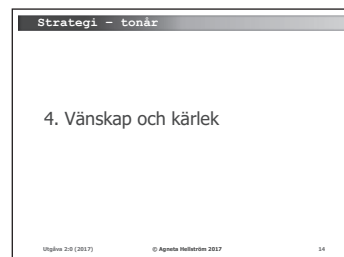 Strategi – tonår
4. Vänskap och kärlek
Utgåva 2:0 (2017) © Agneta Hellström 2017 14